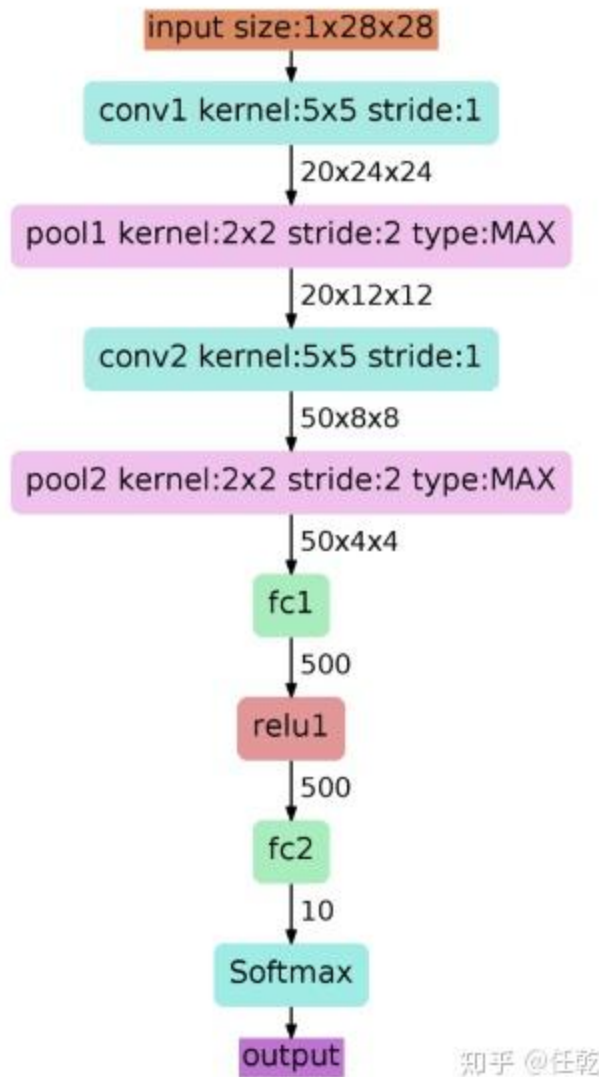 input size:1x28x28
conv1 kernel:5x5 stride:1
20x24x24
pool1 kernel:2x2 stride:2 type:MAX
20x12x12
conv2 kernel:5x5 stride:1
50x8x8
pool2 kernel:2x2 stride:2 type:MAX
50x4x4
fc1
500
relu1
500
fc2
10
Softmax
output
知乎 @任乾